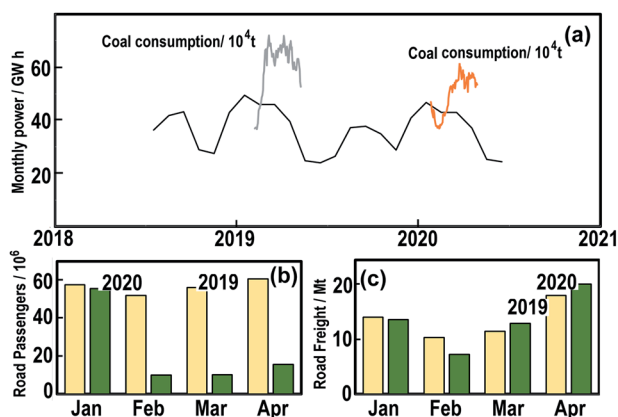 (a)
Coal consumption/ 10⁴t
Coal consumption/ 10⁴t
Monthly power / GW h
60
40
20
2018 2019 2020 2021
(b)
Road Passengers / 10⁶
60
40
20
0
2020 2019
Jan Feb Mar Apr
(c)
Road Freight / Mt
20
10
0
2019
2020
Jan Feb Mar Apr